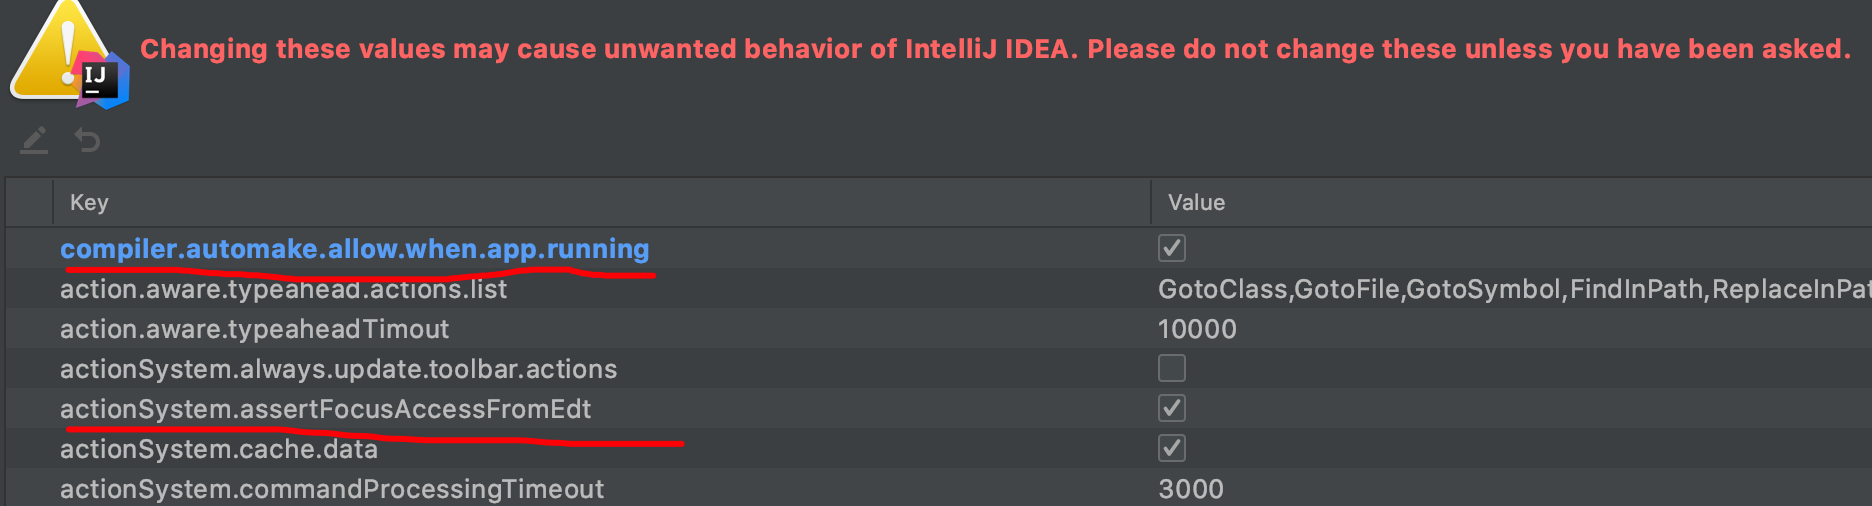 Changing these values may cause unwanted behavior of IntelliJ IDEA. Please do not change these unless you have been asked.
IJ
Key Value
compiler.automake.allow.when.app.running
action.aware.typeahead.actions.list GotoClass,GotoFile,GotoSymbol,FindInPath,ReplaceInPat
action.aware.typeaheadTimout 10000
actionSystem.always.update.toolbar.actions
actionSystem.assertFocusAccessFromEdt
actionSystem.cache.data
actionSystem.commandProcessingTimeout 3000